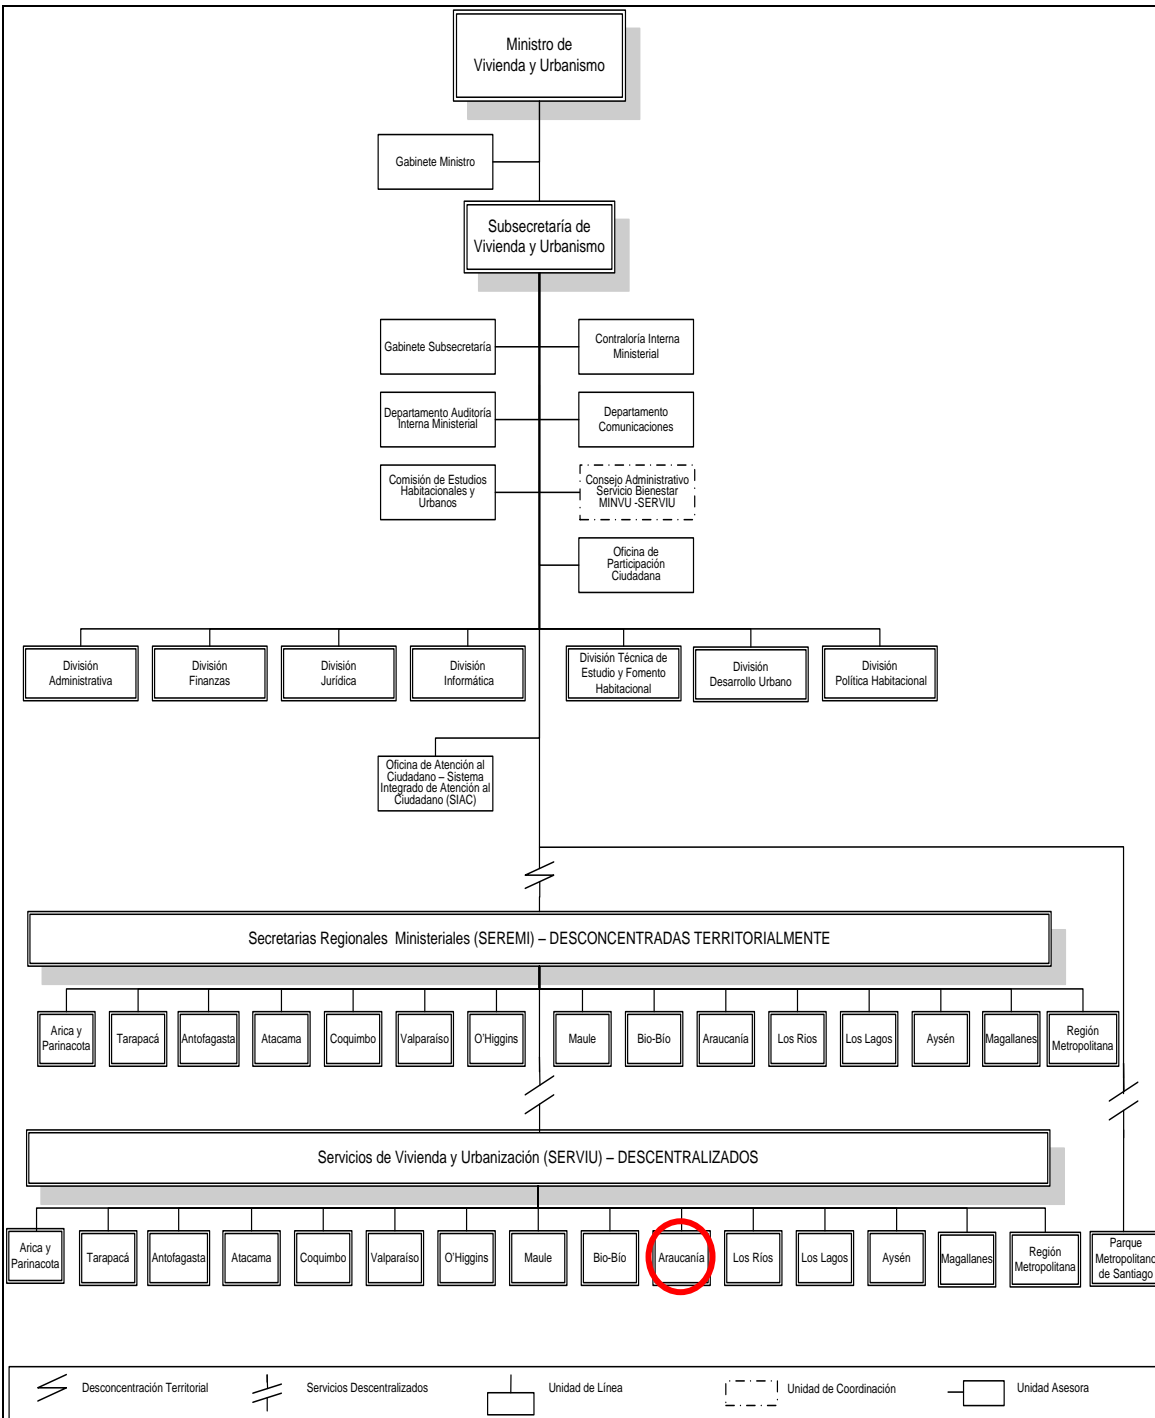 Ministro de
Vivienda y Urbanismo
Gabinete Ministro
Subsecretaría de
Vivienda y Urbanismo
Gabinete Subsecretaría
Contraloría Interna
Ministerial
Departamento Auditoría
Interna Ministerial
Departamento
Comunicaciones
Comisión de Estudios
Habitacionales y
Urbanos
Consejo Administrativo
Servicio Bienestar
MINVU -SERVIU
Oficina de
Participación
Ciudadana
División
Administrativa
División
Finanzas
División
Jurídica
División
Informática
División Técnica de
Estudio y Fomento
Habitacional
División
Desarrollo Urbano
División
Política Habitacional
Oficina de Atención al
Ciudadano – Sistema
Integrado de Atención al
Ciudadano (SIAC)
Secretarias Regionales  Ministeriales (SEREMI) – DESCONCENTRADAS TERRITORIALMENTE
Arica y
Parinacota
Tarapacá
Antofagasta
Atacama
Coquimbo
Valparaíso
O'Higgins
Maule
Bio-Bío
Araucanía
Los Rios
Los Lagos
Aysén
Magallanes
Región
Metropolitana
Servicios de Vivienda y Urbanización (SERVIU) – DESCENTRALIZADOS
Arica y
Parinacota
Tarapacá
Antofagasta
Atacama
Coquimbo
Valparaíso
O'Higgins
Maule
Bio-Bío
Araucanía
Los Ríos
Los Lagos
Aysén
Magallanes
Región
Metropolitana
Parque
Metropolitano
de Santiago
Desconcentración Territorial
Servicios Descentralizados
Unidad de Línea
Unidad de Coordinación
Unidad Asesora